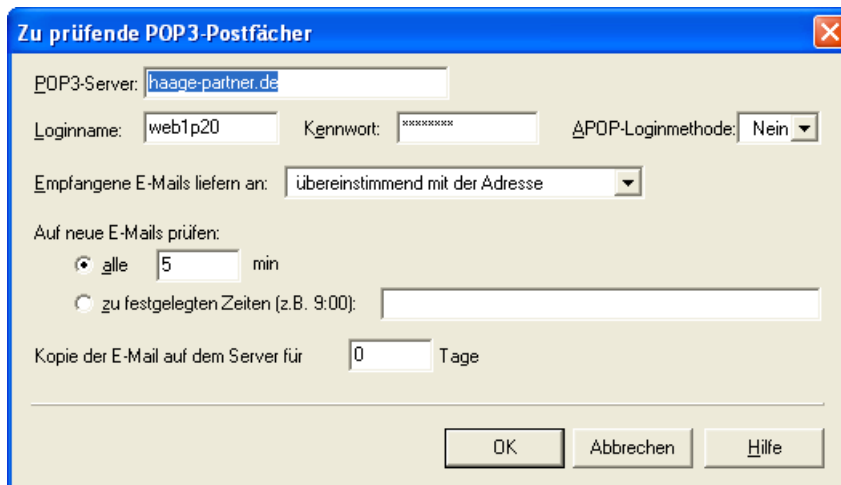 Zu prüfende POP3-Postfächer
POP3-Server: haage-partner.de
Loginname: web1p20 Kennwort: ******** APOP-Loginmethode: Nein
Empfangene E-Mails liefern an: übereinstimmend mit der Adresse
Auf neue E-Mails prüfen:
alle 5 min
zu festgelegten Zeiten (z.B. 9:00):
Kopie der E-Mail auf dem Server für 0 Tage
OK Abbrechen Hilfe